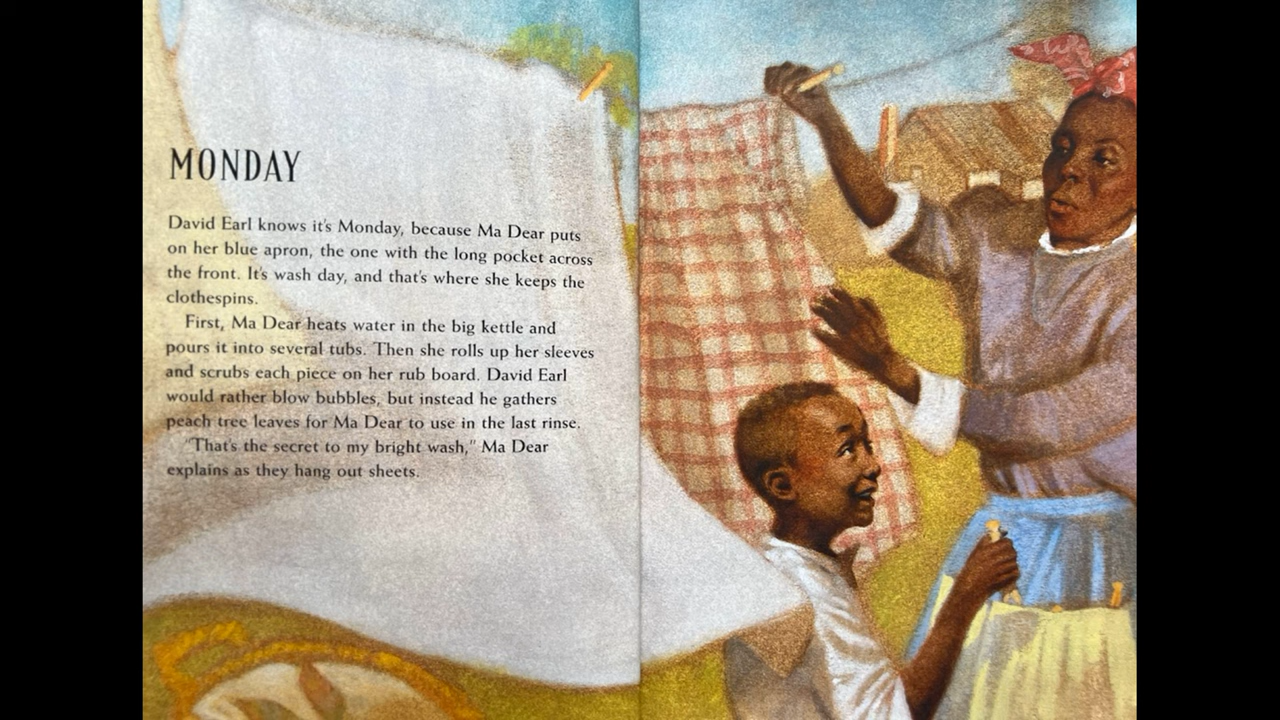 MONDAY
David Earl knows it's Monday, because Ma Dear puts
on her blue apron, the one with the long pocket across
the front. It's wash day, and that's where she keeps the
clothespins.
First, Ma Dear heats water in the big kettle and
pours it into several tubs. Then she rolls up her sleeves
and scrubs each piece on her rub board. David Earl
would rather blow bubbles, but instead he gathers
peach tree leaves for Ma Dear to use in the last rinse.
"That's the secret to my bright wash," Ma Dear
explains as they hang out sheets.